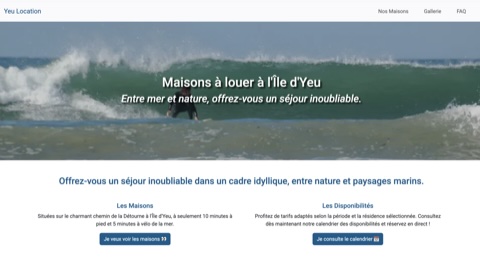 Yeu Location
Nos Maisons
Gallerie
FAQ
Maisons à louer à l'Île d'Yeu
Entre mer et nature, offrez-vous un séjour inoubliable.
Offrez-vous un séjour inoubliable dans un cadre idyllique, entre nature et paysages marins.
Les Maisons
Situées sur le charmant chemin de la Détourne à l'Île d'Yeu, à seulement 10 minutes à
pied et 5 minutes à vélo de la mer.
Je veux voir les maisons
Les Disponibilités
Profitez de tarifs adaptés selon la période et la résidence sélectionnée. Consultez
dès maintenant notre calendrier des disponibilités et réservez en direct !
Je consulte le calendrier